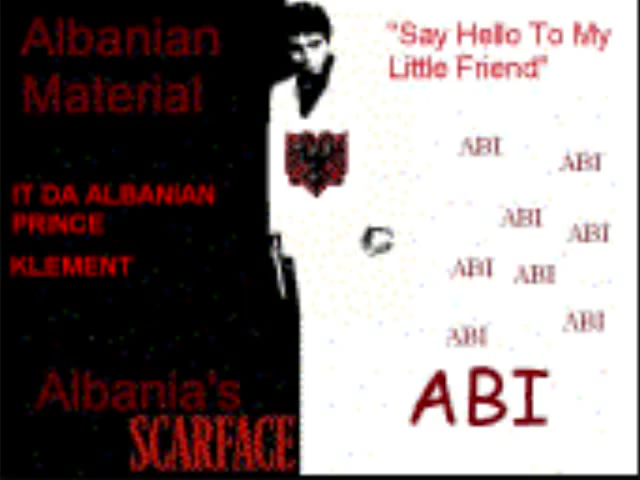 Albanian
Material
"Say Hello To My
Little Friend"
ABI
ABI
IT DA ALBANIAN
PRINCE
ABI
ABI
KLEMENT
ABI
ABI
ABI
ABI
Albania's
SCARFACE
ABI